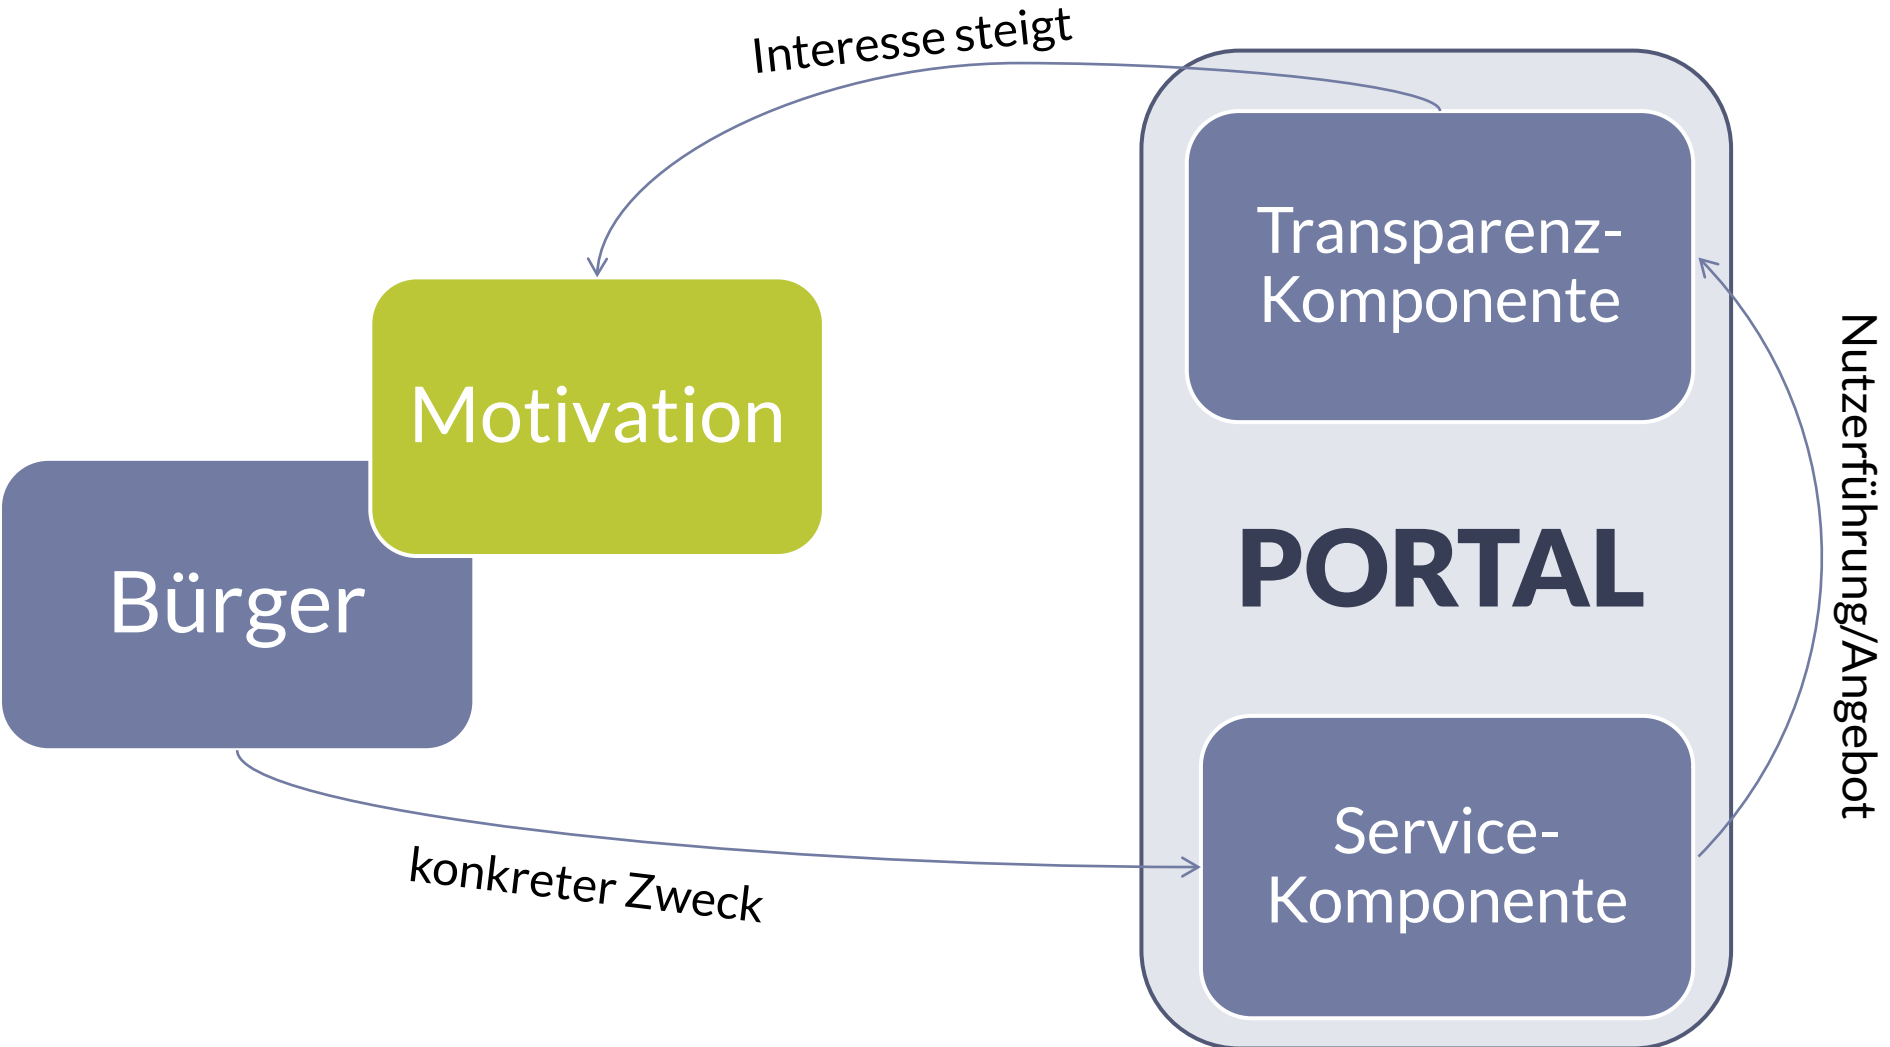 Interesse steigt
Transparenz-
Komponente
Motivation
Bürger
PORTAL
Nutzerführung/Angebot
Service-
Komponente
konkreter Zweck